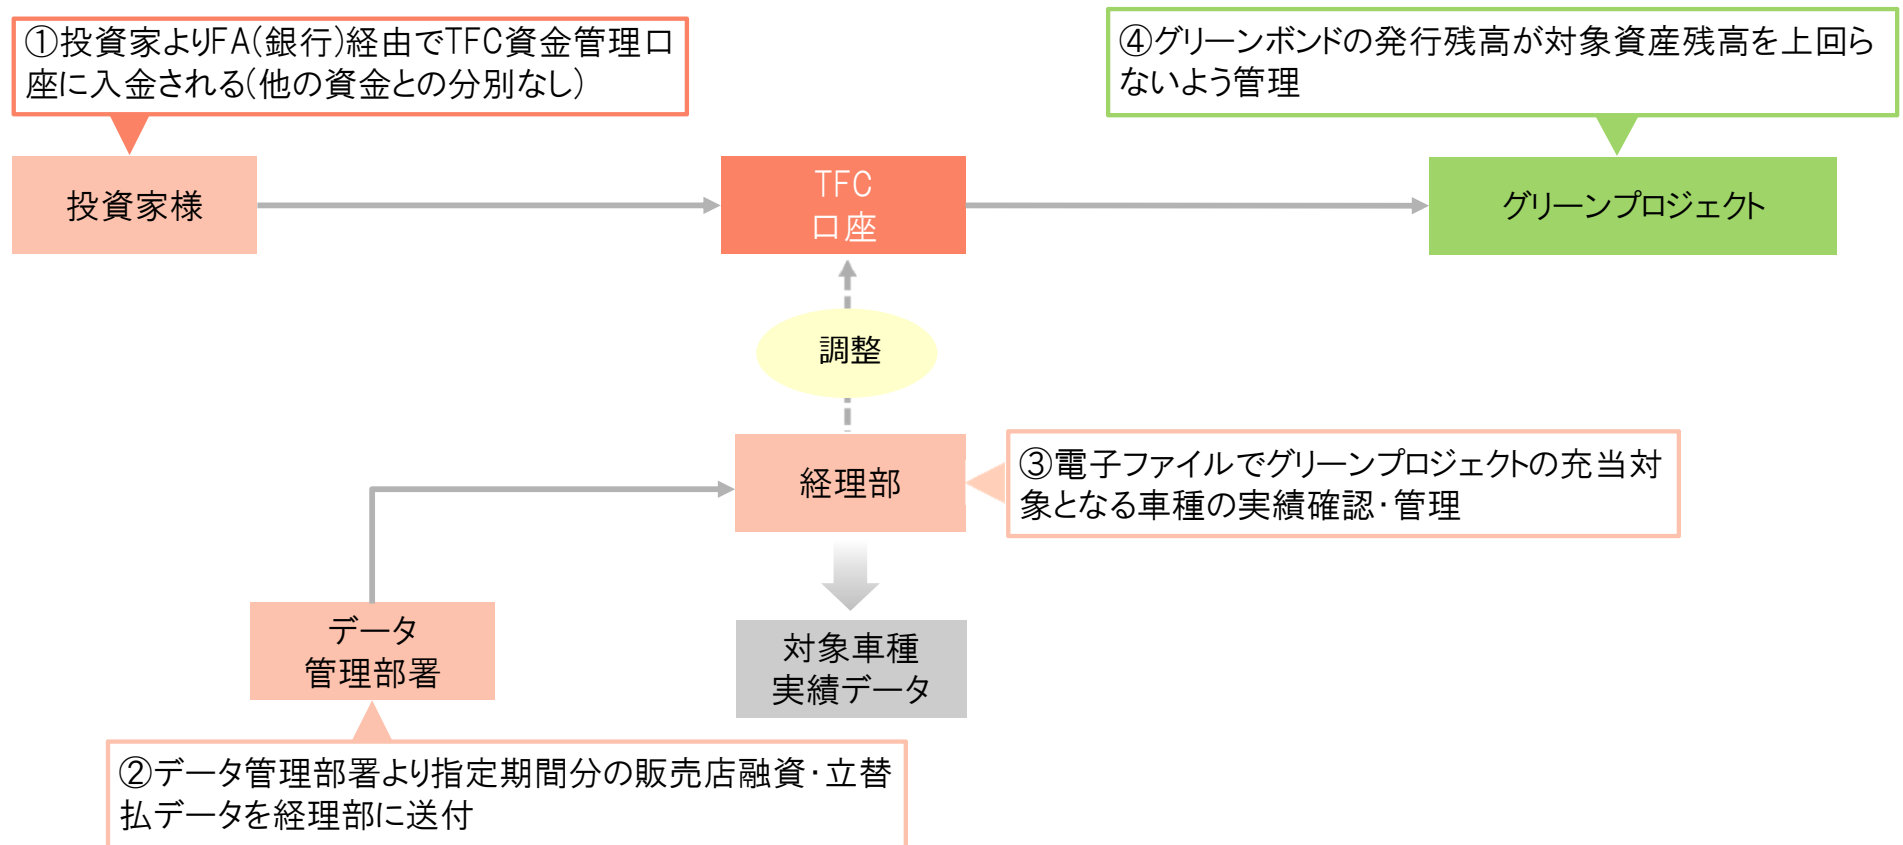 ①投資家よりFA(銀行)経由でTFC資金管理口
座に入金される(他の資金との分別なし)
④グリーンボンドの発行残高が対象資産残高を上回ら
ないよう管理
投資家様
TFC
口座
グリーンプロジェクト
調整
経理部
③電子ファイルでグリーンプロジェクトの充当対
象となる車種の実績確認・管理
データ
管理部署
対象車種
実績データ
②データ管理部署より指定期間分の販売店融資・立替
払データを経理部に送付